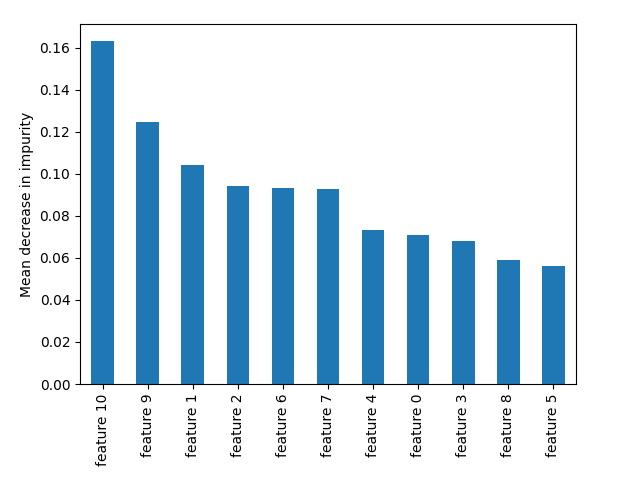 0.16
0.14
0.12
0.10
0.08
0.06
0.04
0.02
0.00
Mean decrease in impurity
feature 10
feature 9
feature 1
feature 2
feature 6
feature 7
feature 4
feature 0
feature 3
feature 8
feature 5